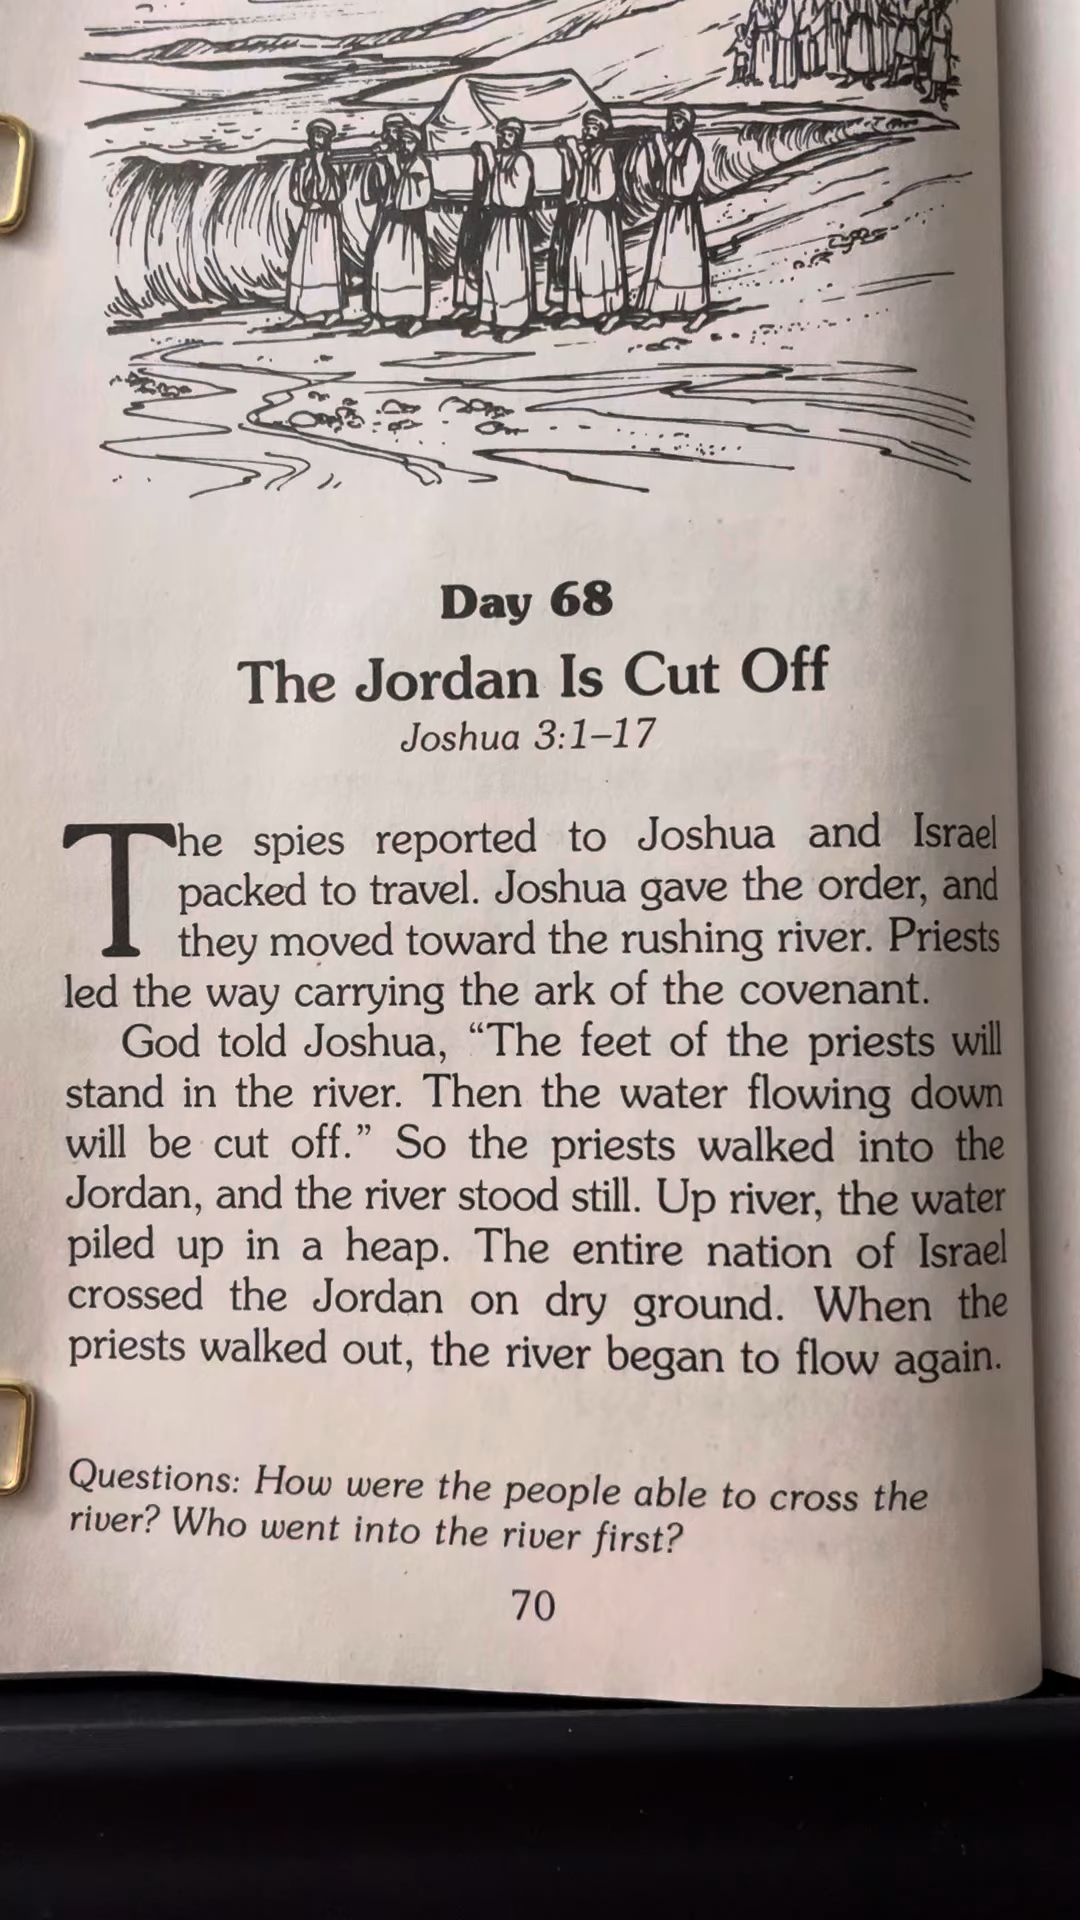 Day 68
The Jordan Is Cut Off
Joshua 3:1–17
The spies reported to Joshua and Israel
packed to travel. Joshua gave the order, and
they moved toward the rushing river. Priests
led the way carrying the ark of the covenant.
God told Joshua, “The feet of the priests will
stand in the river. Then the water flowing down
will be cut off.” So the priests walked into the
Jordan, and the river stood still. Up river, the water
piled up in a heap. The entire nation of Israel
crossed the Jordan on dry ground. When the
priests walked out, the river began to flow again.
Questions: How were the people able to cross the
river? Who went into the river first?
70